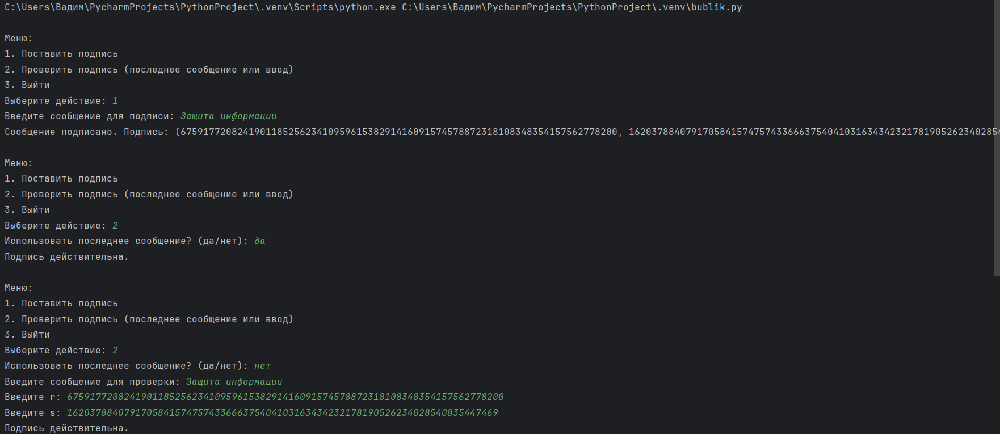 C:\Users\Вадим\PycharmProjects\PythonProject\.venv\Scripts\python.exe C:\Users\Вадим\PycharmProjects\PythonProject\.venv\bublik.py
Меню:
1. Поставить подпись
2. Проверить подпись (последнее сообщение или ввод)
3. Выйти
Выберите действие: 1
Введите сообщение для подписи: Защита информации
Сообщение подписано. Подпись: (67591772082419011852562341095961538291416091574578872318108348354157562778200, 162037884079170584157475743366637540410316343423217819052623402854
Меню:
1. Поставить подпись
2. Проверить подпись (последнее сообщение или ввод)
3. Выйти
Выберите действие: 2
Использовать последнее сообщение? (да/нет): да
Подпись действительна.
Меню:
1. Поставить подпись
2. Проверить подпись (последнее сообщение или ввод)
3. Выйти
Выберите действие: 2
Использовать последнее сообщение? (да/нет): нет
Введите сообщение для проверки: Защита информации
Введите r: 67591772082419011852562341095961538291416091574578872318108348354157562778200
Введите s: 1620378840791705841574757433666375404103163434232178190526234028540835447469
Подпись действительна.